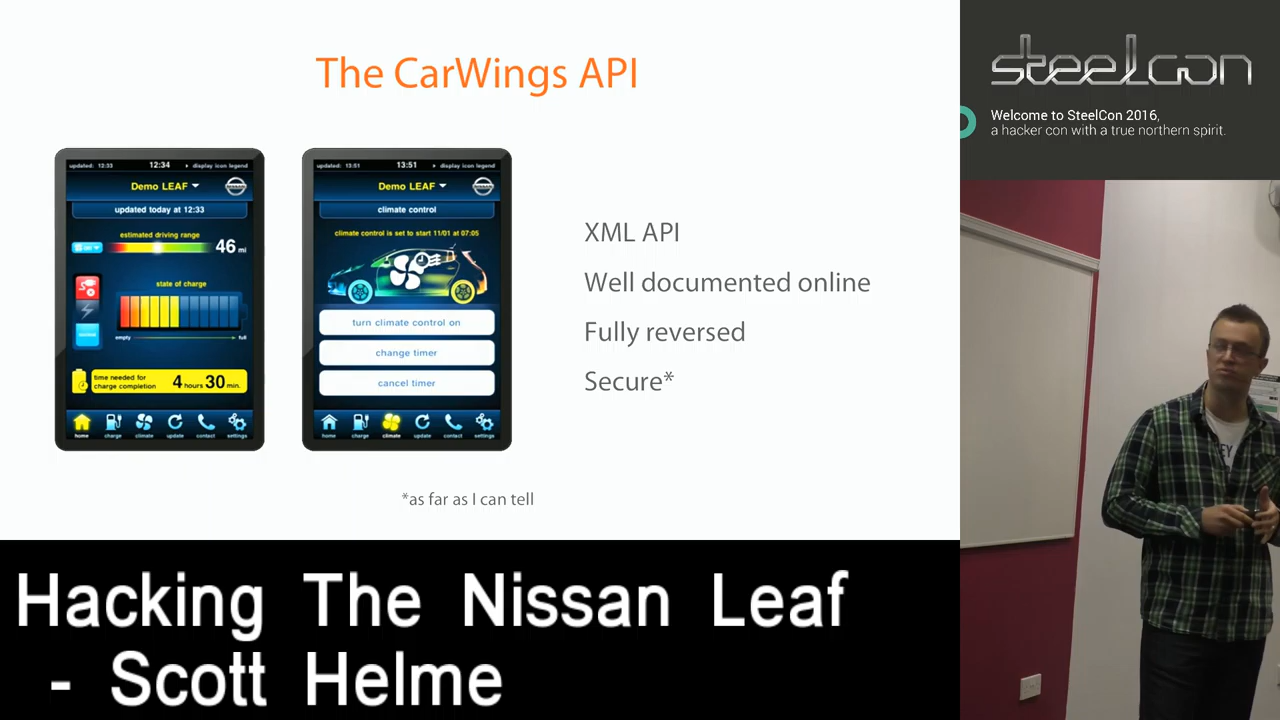 The CarWings API
updated: 12:33 12:34 display icon legend
Demo LEAF
updated today at 12:33
estimated driving range
46 mi
state of charge
empty full
time needed for
charge completion 4 hours 30 min.
home charge climate update contact settings
updated: 13:51 13:51 display icon legend
Demo LEAF
climate control
climate control is set to start 11/01 at 07:05
turn climate control on
change timer
cancel timer
home charge climate update contact settings
XML API
Well documented online
Fully reversed
Secure*
*as far as I can tell
steelcon
Welcome to SteelCon 2016,
a hacker con with a true northern spirit.
Hacking The Nissan Leaf
- Scott Helme